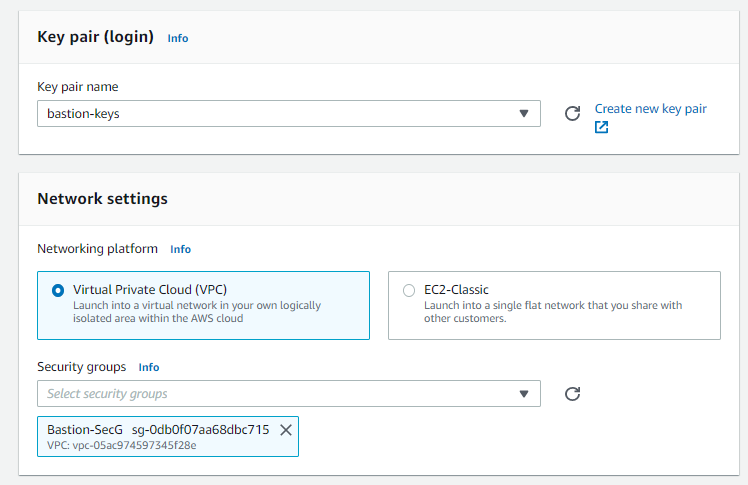 Key pair (login) Info
Key pair name
bastion-keys
Create new key pair
Network settings
Networking platform Info
Virtual Private Cloud (VPC)
Launch into a virtual network in your own logically
isolated area within the AWS cloud
EC2-Classic
Launch into a single flat network that you share with
other customers.
Security groups Info
Select security groups
Bastion-SecG sg-0db0f07aa68dbc715
VPC: vpc-05ac974597345f28e